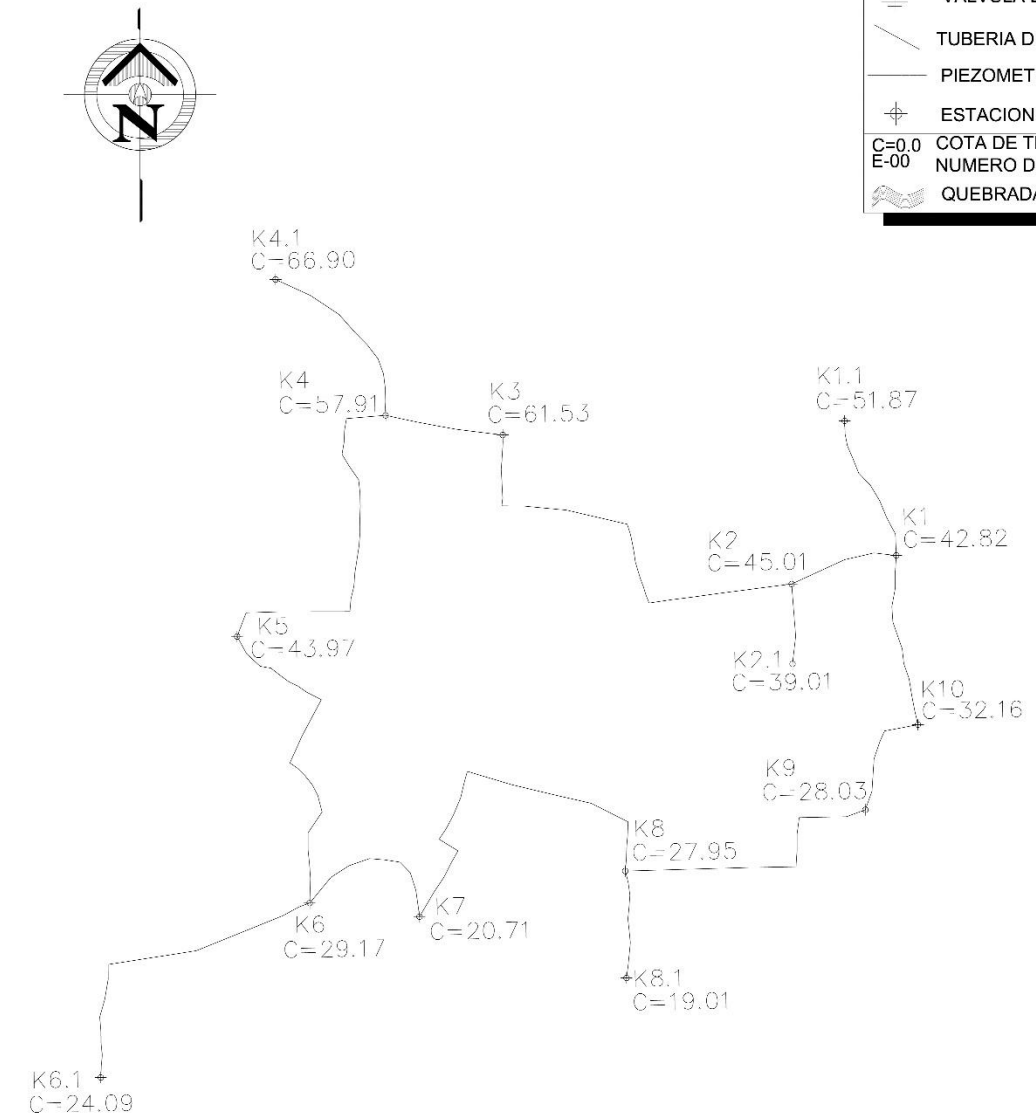 TUBERIA D
PIEZOMET
ESTACION
C=0.0 COTA DE T
E-00 NUMERO D
QUEBRADA
N
K4.1
C=66.90
K4
C=57.91
K3
C=61.53
K1.1
C=51.87
K1
C=42.82
K2
C=45.01
K5
C=43.97
K2.1
C=39.01
K10
C=32.16
K9
C=28.03
K8
C=27.95
K7
C=20.71
K6
C=29.17
K8.1
C=19.01
K6.1
C=24.09